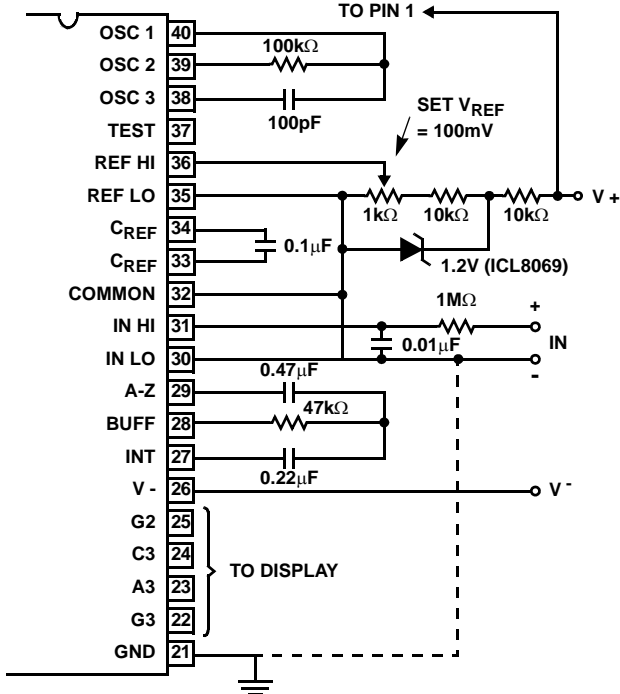 TO PIN 1
OSC 1 40
100kΩ
OSC 2 39
OSC 3 38
100pF
SET VREF
= 100mV
TEST 37
REF HI 36
REF LO 35
V +
1kΩ 10kΩ 10kΩ
CREF 34
0.1µF
CREF 33
1.2V (ICL8069)
COMMON 32
1MΩ
+
IN HI 31
IN
0.01µF
IN LO 30
-
0.47µF
A-Z 29
47kΩ
BUFF 28
INT 27
0.22µF
V - 26
V -
G2 25
C3 24
TO DISPLAY
A3 23
G3 22
GND 21